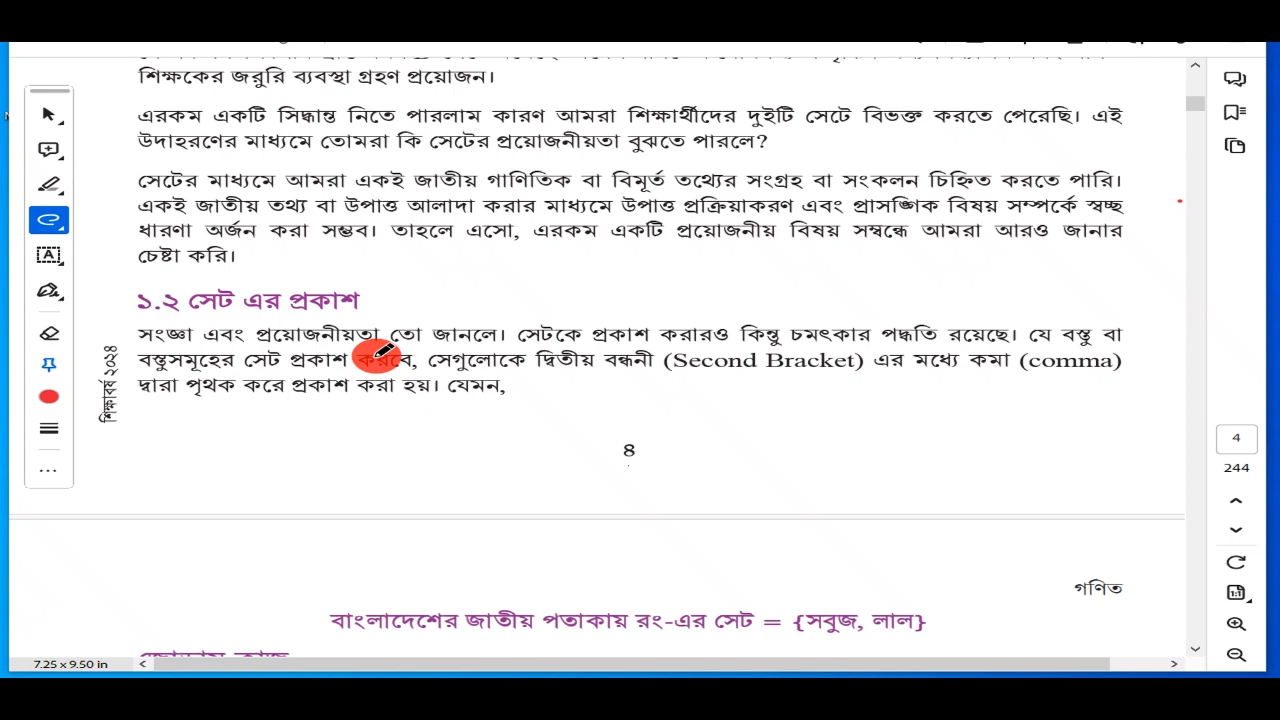 শিক্ষকের জরুরি ব্যবস্থা গ্রহণ প্রয়োজন।
এরকম একটি সিদ্ধান্ত নিতে পারলাম কারণ আমরা শিক্ষার্থীদের দুইটি সেটে বিভক্ত করতে পেরেছি। এই
উদাহরণের মাধ্যমে তোমরা কি সেটের প্রয়োজনীয়তা বুঝতে পারলে?
সেটের মাধ্যমে আমরা একই জাতীয় গাণিতিক বা বিমূর্ত তথ্যের সংগ্রহ বা সংকলন চিহ্নিত করতে পারি।
একই জাতীয় তথ্য বা উপাত্ত আলাদা করার মাধ্যমে উপাত্ত প্রক্রিয়াকরণ এবং প্রাসঙ্গিক বিষয় সম্পর্কে স্বচ্ছ
ধারণা অর্জন করা সম্ভব। তাহলে এসো, এরকম একটি প্রয়োজনীয় বিষয় সম্বন্ধে আমরা আরও জানার
চেষ্টা করি।
১.২ সেট এর প্রকাশ
সংজ্ঞা এবং প্রয়োজনীয়তা তো জানলে। সেটকে প্রকাশ করারও কিন্তু চমৎকার পদ্ধতি রয়েছে। যে বস্তু বা
বস্তুসমূহের সেট প্রকাশ করবে, সেগুলোকে দ্বিতীয় বন্ধনী (Second Bracket) এর মধ্যে কমা (comma)
দ্বারা পৃথক করে প্রকাশ করা হয়। যেমন,
শিক্ষাবর্ষ ২০২৪
৪
গণিত
বাংলাদেশের জাতীয় পতাকায় রং-এর সেট = {সবুজ, লাল}
4
244
7.25 x 9.50 in